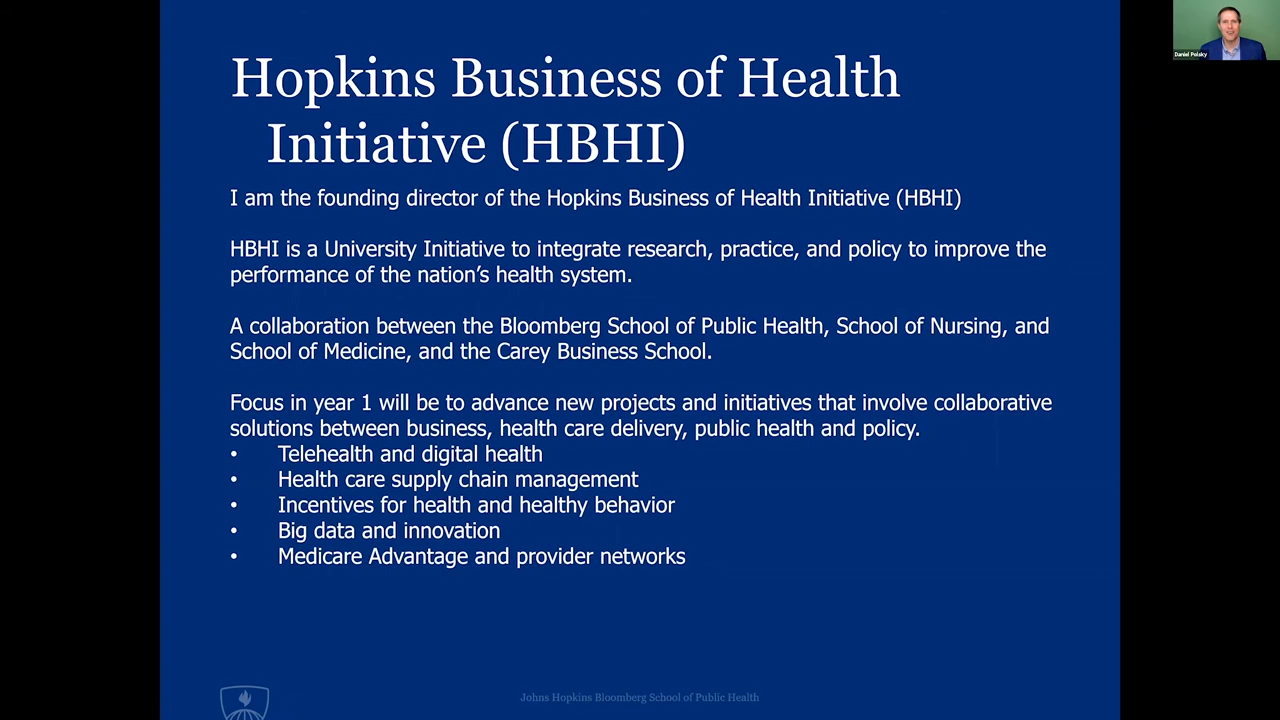 Hopkins Business of Health
Initiative (HBHI)
I am the founding director of the Hopkins Business of Health Initiative (HBHI)
HBHI is a University Initiative to integrate research, practice, and policy to improve the
performance of the nation’s health system.
A collaboration between the Bloomberg School of Public Health, School of Nursing, and
School of Medicine, and the Carey Business School.
Focus in year 1 will be to advance new projects and initiatives that involve collaborative
solutions between business, health care delivery, public health and policy.
• Telehealth and digital health
• Health care supply chain management
• Incentives for health and healthy behavior
• Big data and innovation
• Medicare Advantage and provider networks
Johns Hopkins Bloomberg School of Public Health
Daniel Polsky